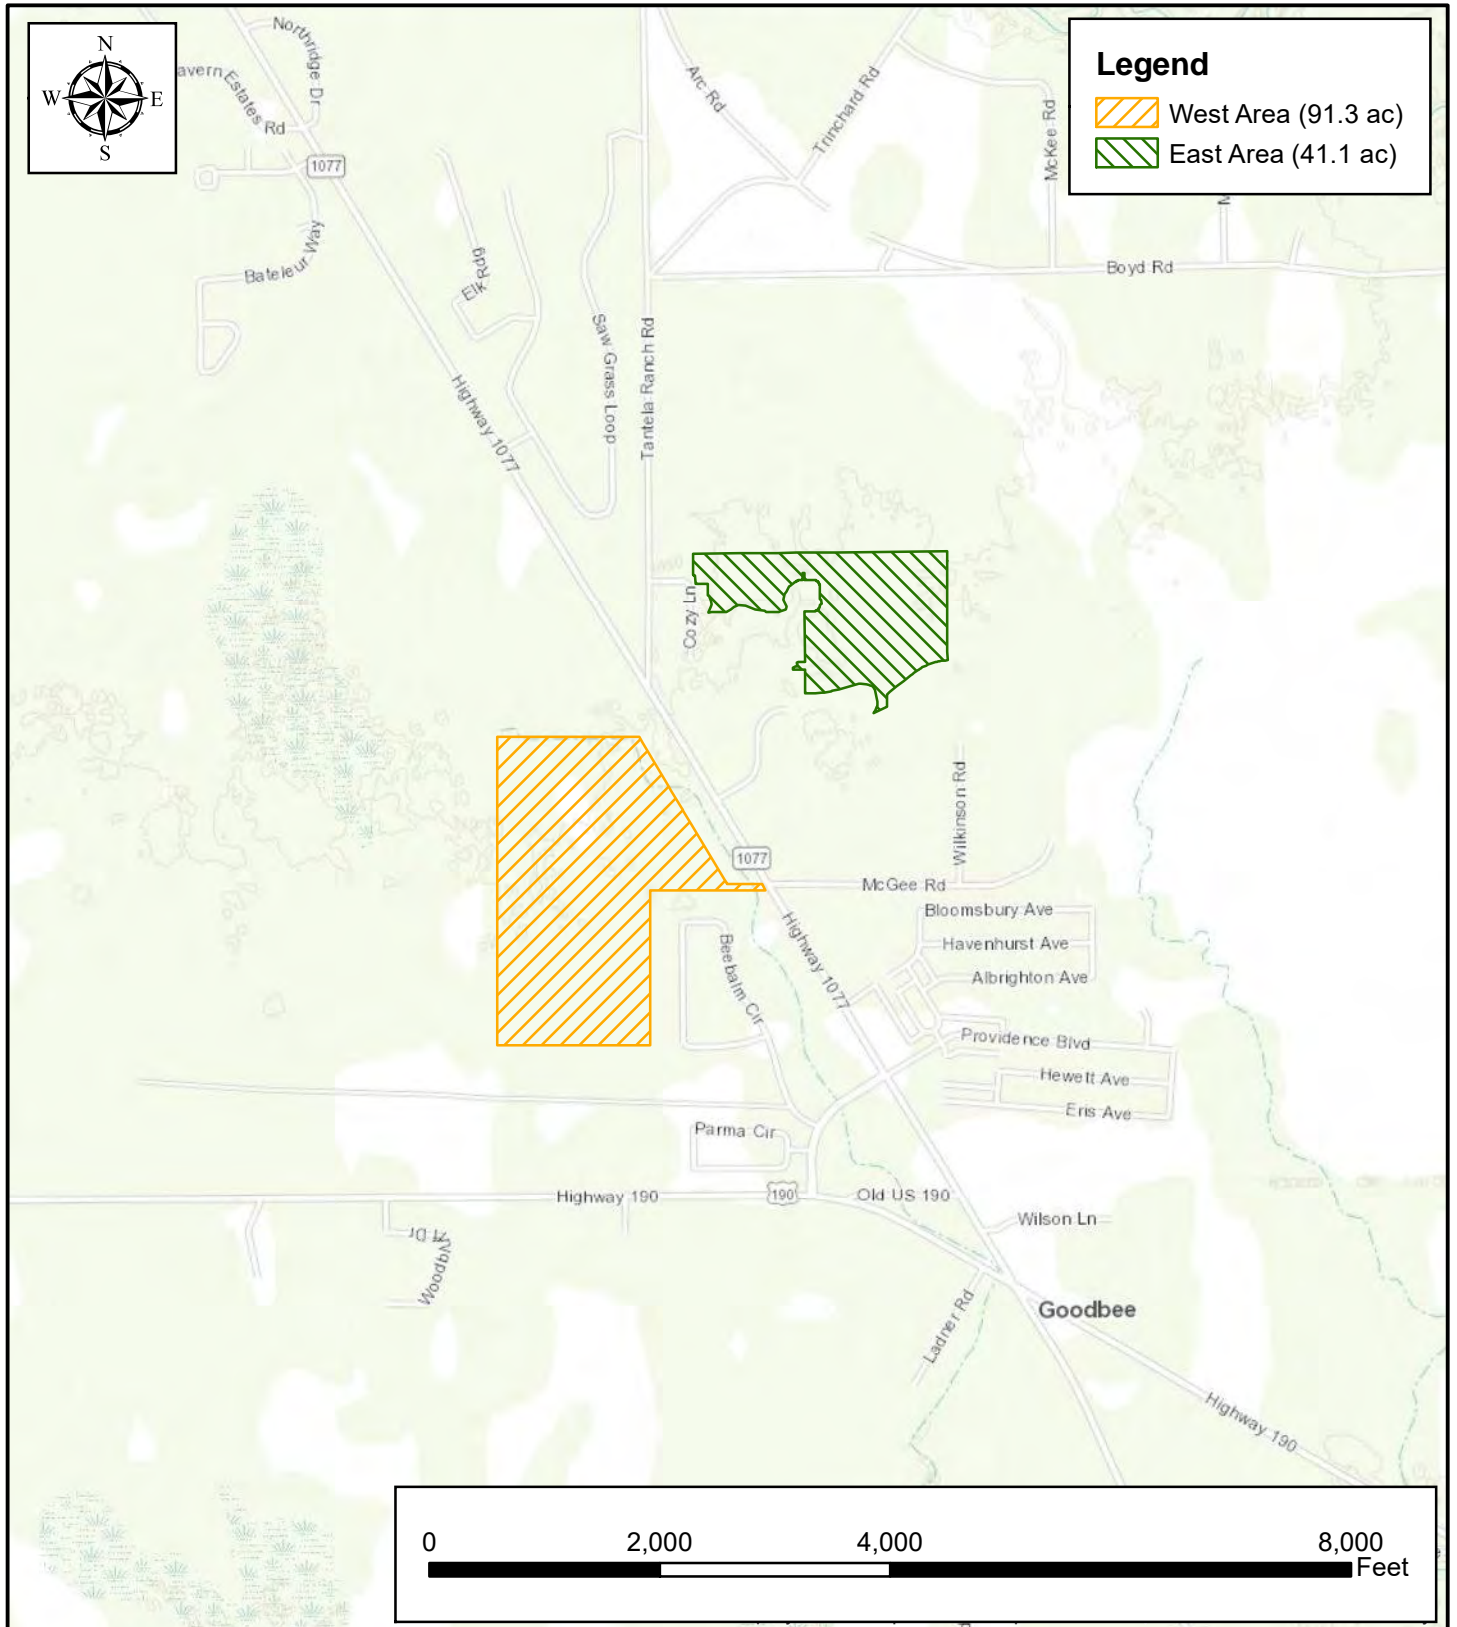 N
W E
S
Legend
West Area (91.3 ac)
East Area (41.1 ac)
Northridge Dr
avern Estates Rd
1077
Bateleur Way
Elk Rdg
Saw Grass Loop
Tantela Ranch Rd
Arc Rd
Trinchard Rd
McKee Rd
Boyd Rd
Highway 1077
Cozy Ln
Wilkinson Rd
1077
McGee Rd
Bloomsbury Ave
Havenhurst Ave
Albrighton Ave
Highway 1077
Beebalm Cir
Providence Blvd
Hewett Ave
Eris Ave
Parma Cir
Highway 190
190
Old US 190
Wilson Ln
Ladner Rd
Goodbee
Highway 190
0 2,000 4,000 8,000
Feet